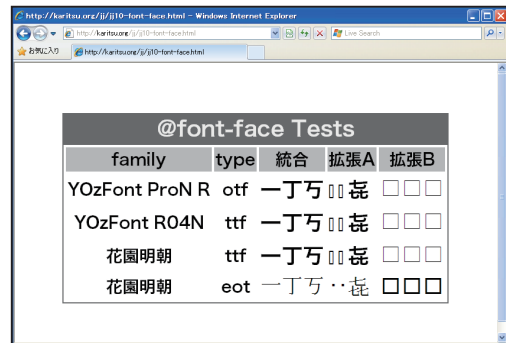 http://karitsu.org/jj/jj10-font-face.html - Windows Internet Explorer
http://karitsu.org/jj/jj10-font-face.html
Live Search
お気に入り
http://karitsu.org/jj/jj10-font-face.html
@font-face Tests
family type 統合 拡張A 拡張B
YOzFont ProN R otf 一丁丂 㐂
YOzFont R04N ttf 一丁丂 㐂
花園明朝 ttf 一丁丂 㐂
花園明朝 eot 一丁丂 㐂